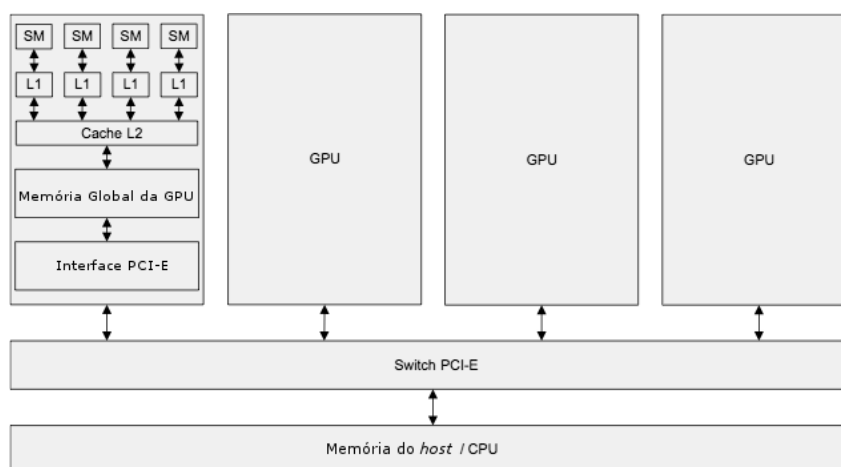 SM SM SM SM
L1 L1 L1 L1
Cache L2
Memória Global da GPU
Interface PCI-E
GPU
GPU
GPU
Switch PCI-E
Memória do host / CPU